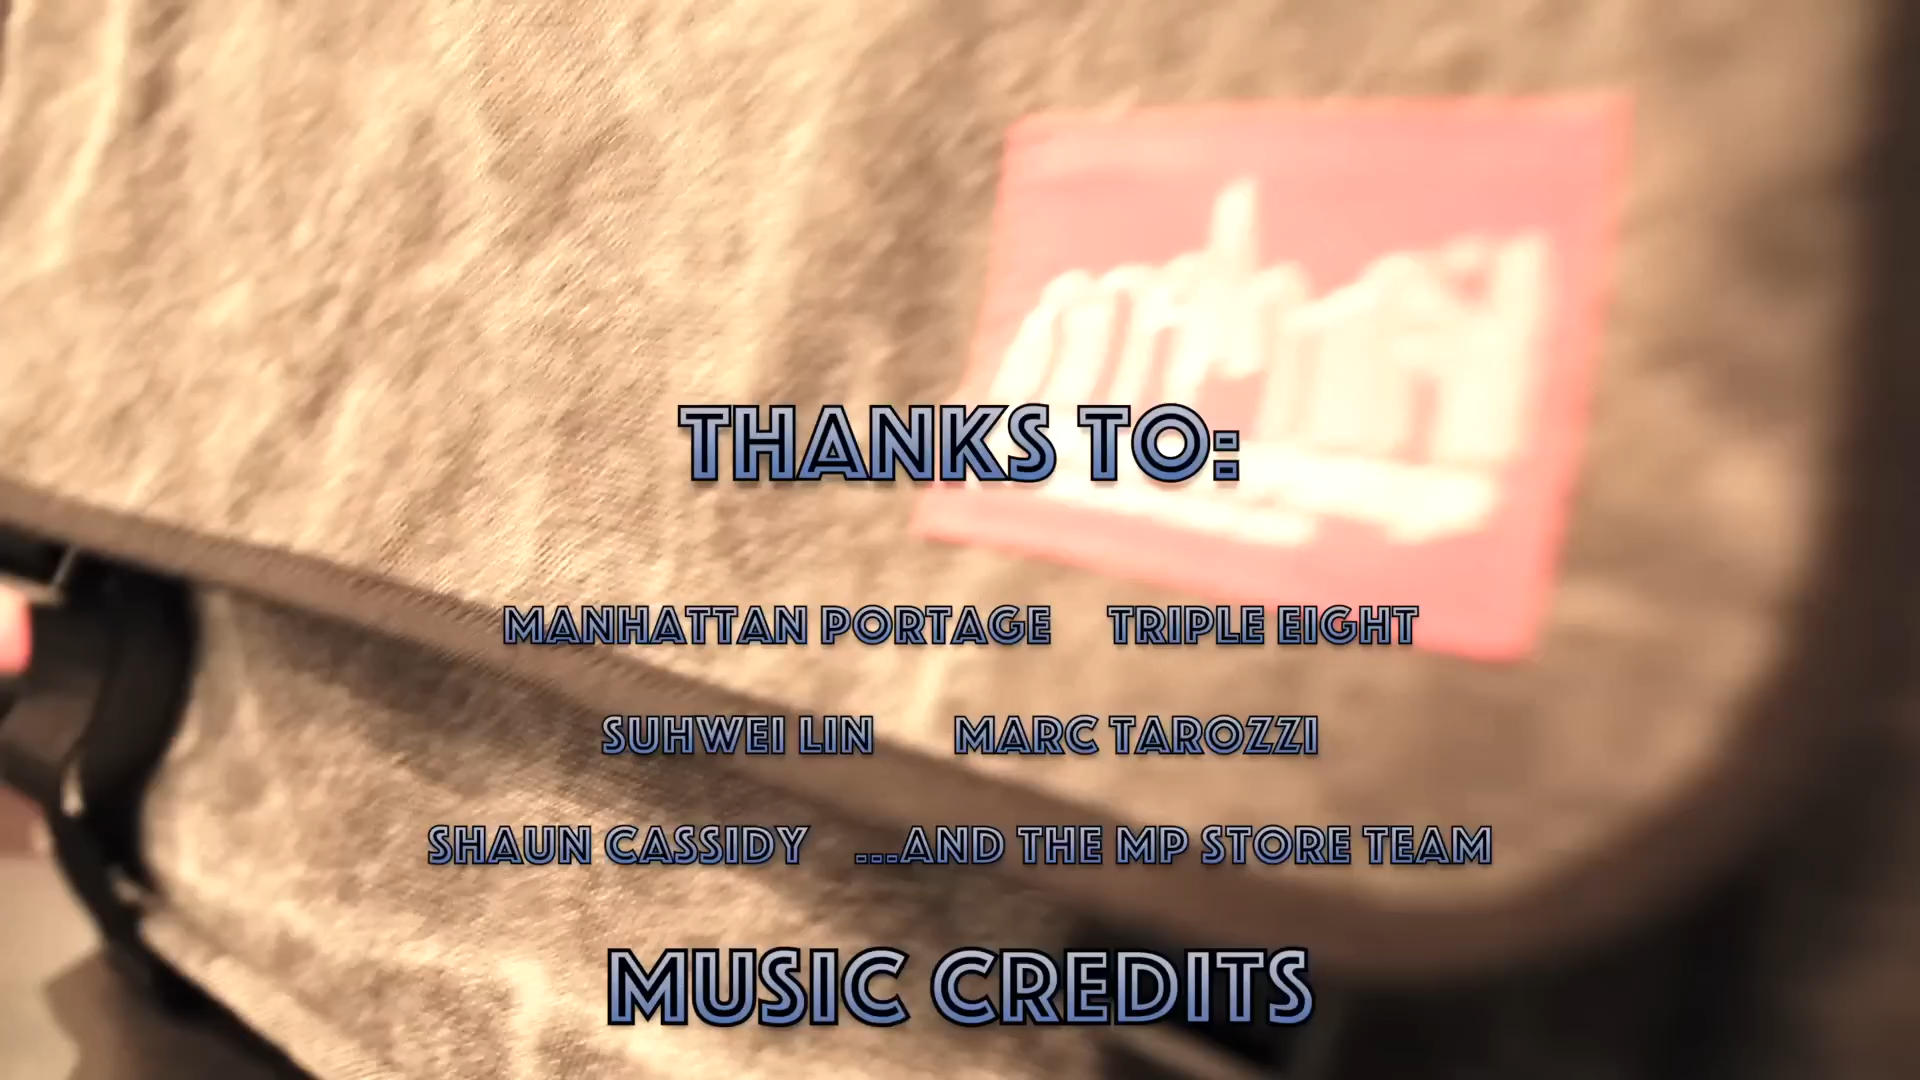 THANKS TO:
MANHATTAN PORTAGE TRIPLE EIGHT
SUHWEI LIN MARC TAROZZI
SHAUN CASSIDY ...AND THE MP STORE TEAM
MUSIC CREDITS